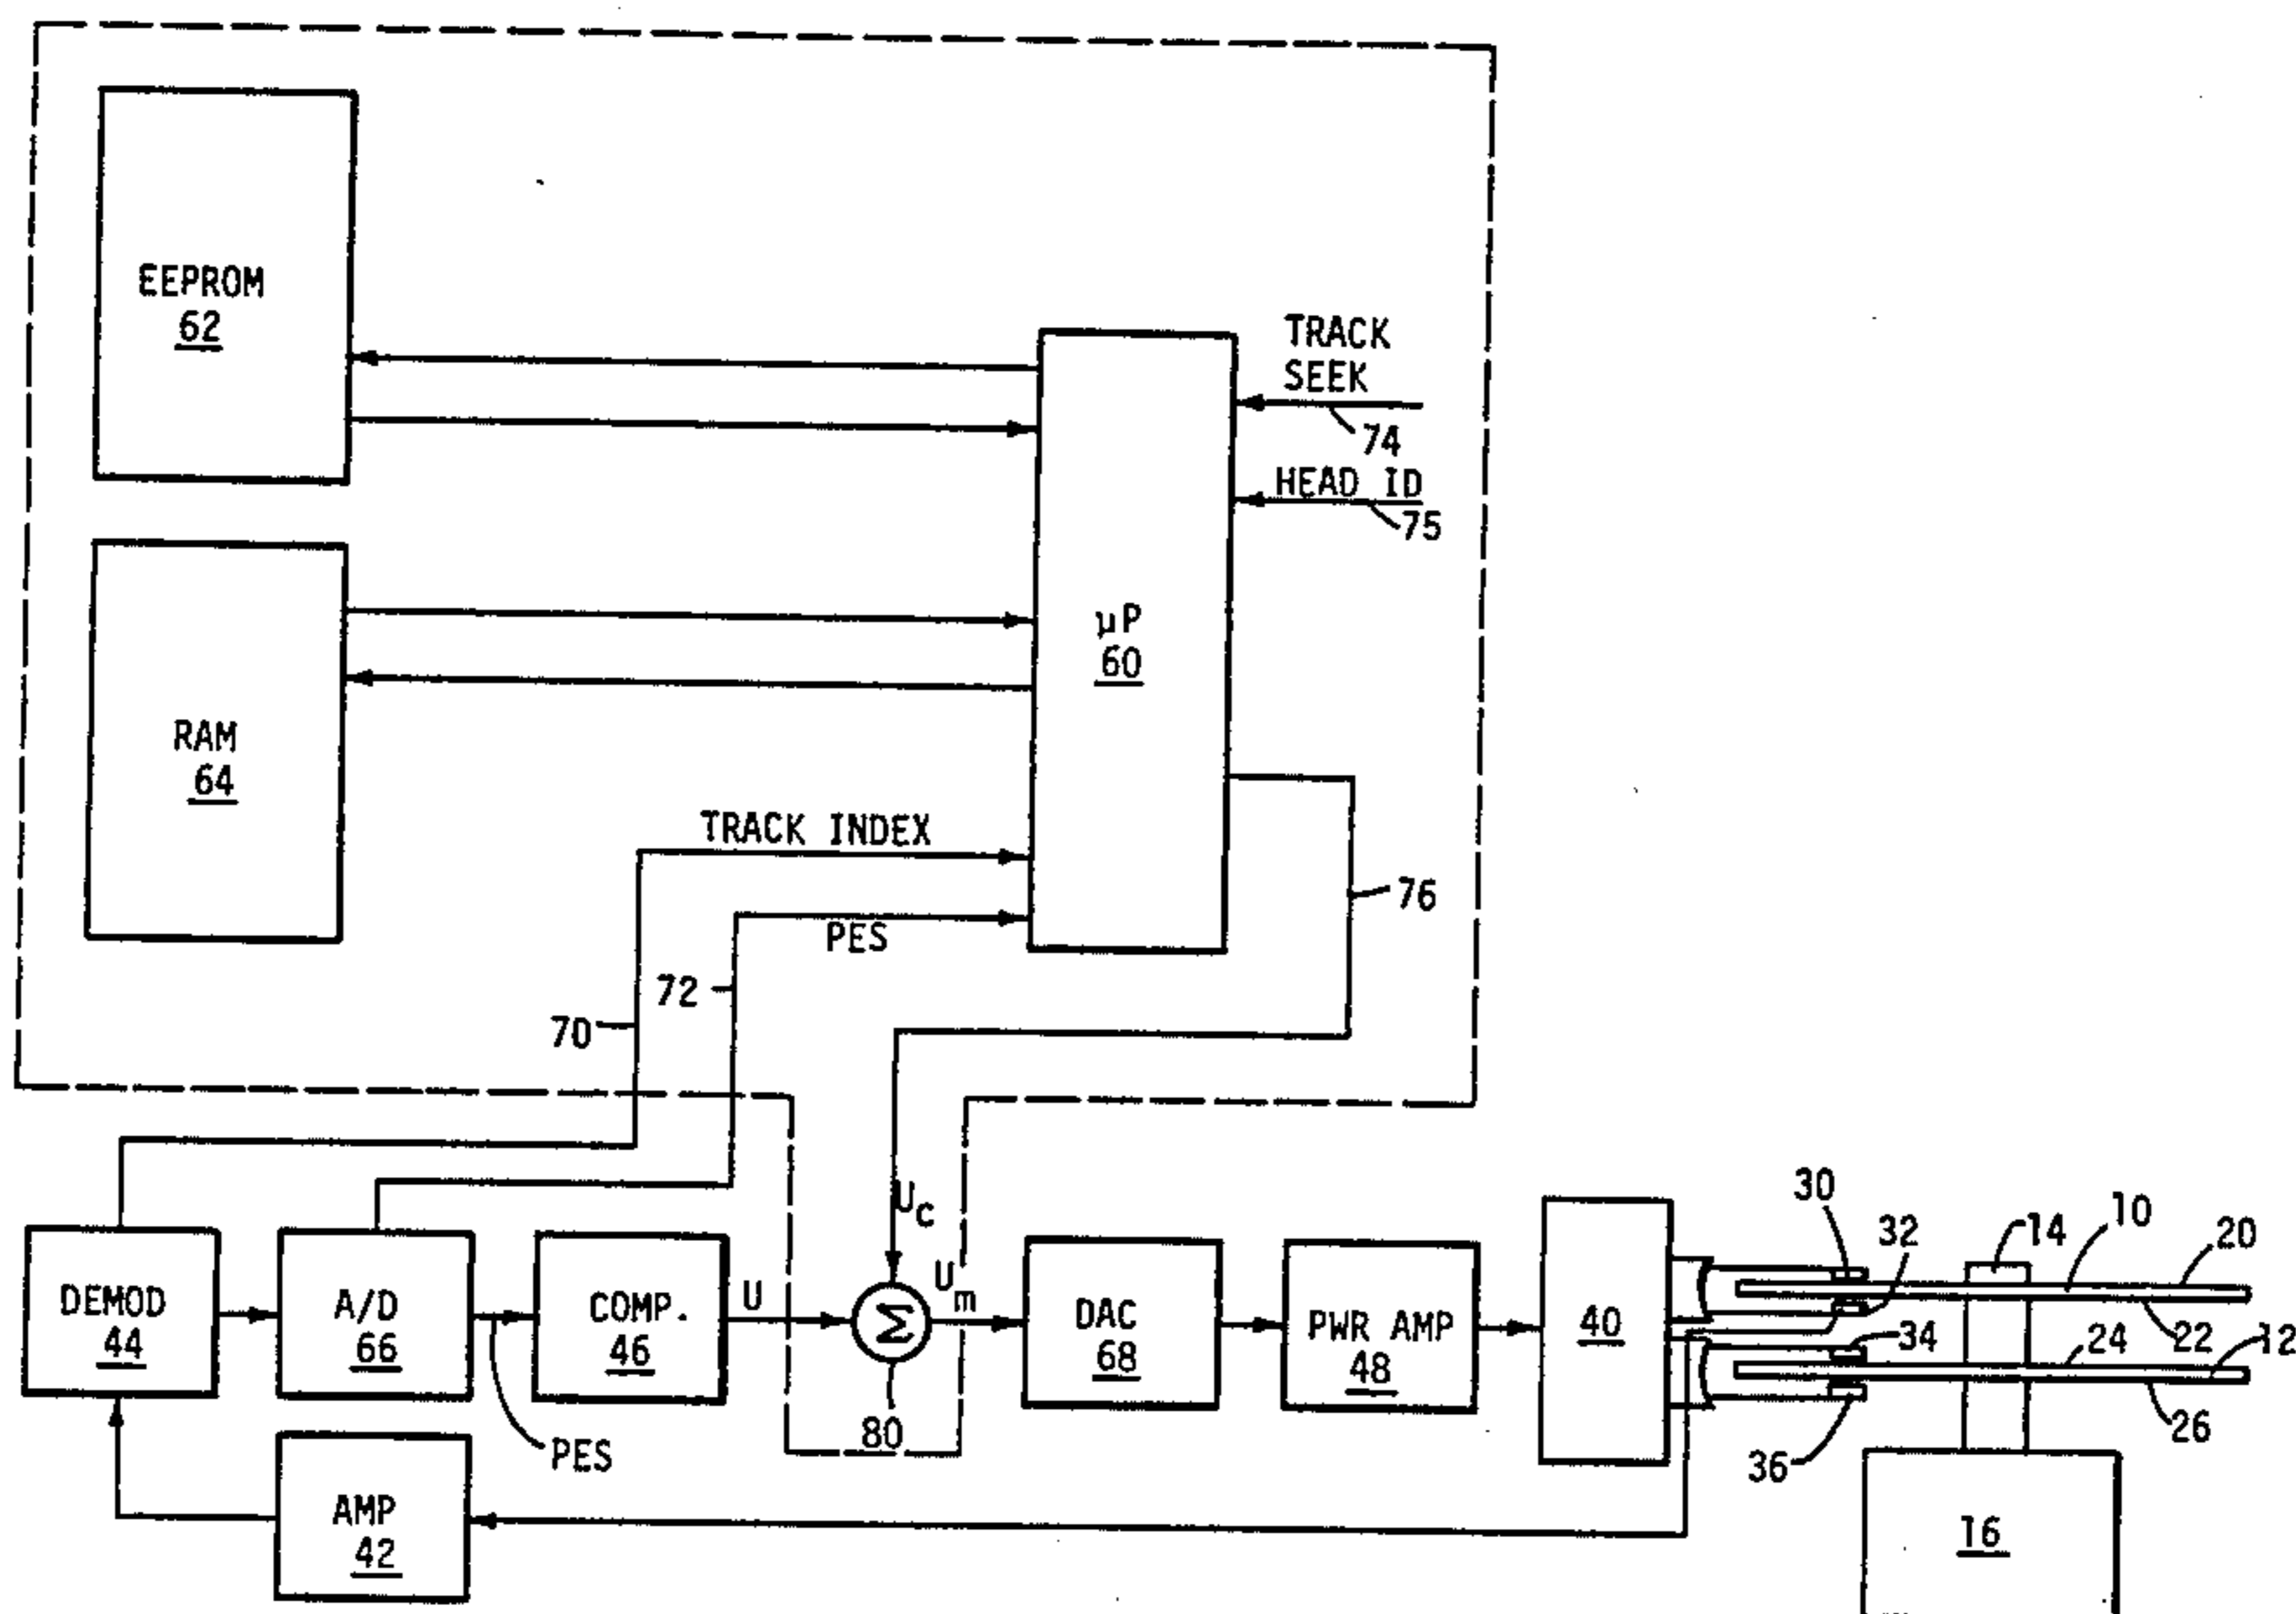 EEPROM
62
TRACK
SEEK
74
HEAD ID
75
µP
60
RAM
64
TRACK INDEX
76
PES
72
70
U_c
30
32
14
10
20
DEMOD
44
A/D
66
COMP.
46
U
Σ
U_m
DAC
68
PWR AMP
48
40
34
24
22
12
80
26
PES
36
AMP
42
16